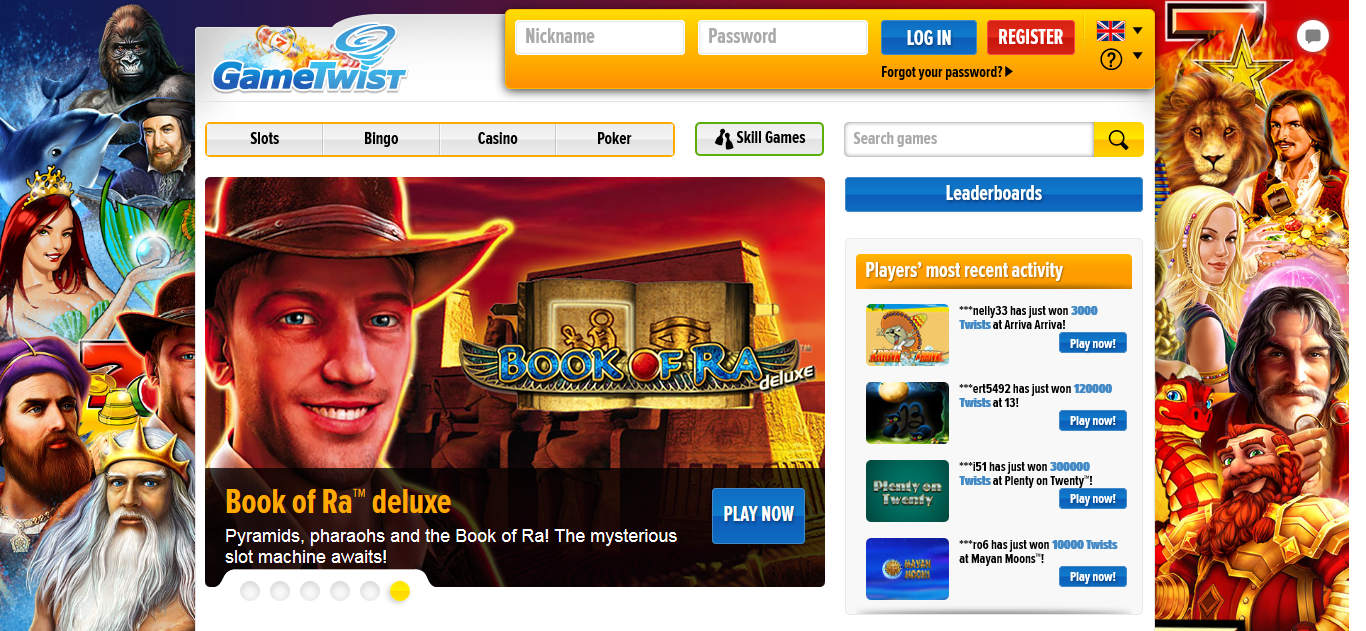 GameTwist
Nickname
Password
LOG IN
REGISTER
Forgot your password?
Slots
Bingo
Casino
Poker
Skill Games
Search games
Leaderboards
BOOK OF RA™
deluxe
Book of Ra™ deluxe
Pyramids, pharaohs and the Book of Ra! The mysterious
slot machine awaits!
PLAY NOW
Players’ most recent activity
***nelly33 has just won 3000
Twists at Arriva Arriva!
Play now!
***ert5492 has just won 120000
Twists at 13!
Play now!
Plenty on
Twenty
***i51 has just won 300000
Twists at Plenty on Twenty™!
Play now!
MAYAN
MOONS
***ro6 has just won 10000 Twists
at Mayan Moons™!
Play now!